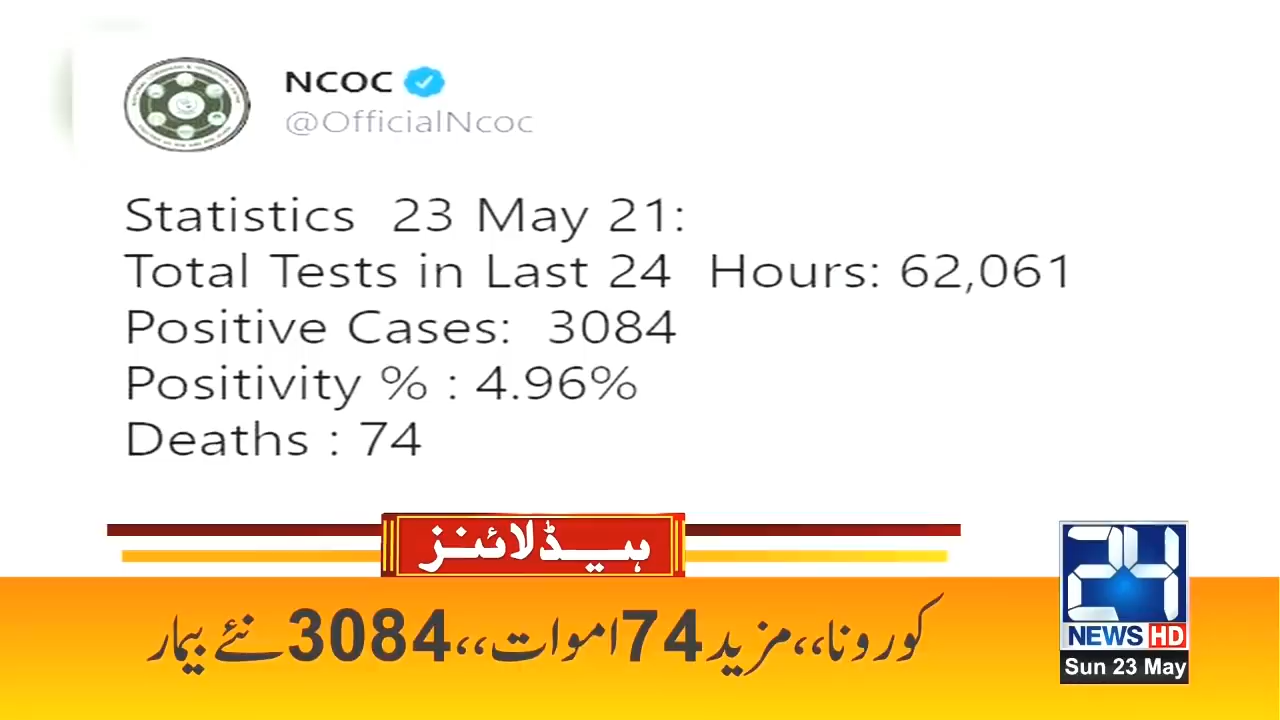 NCOC
@OfficialNcoc
Statistics 23 May 21:
Total Tests in Last 24 Hours: 62,061
Positive Cases: 3084
Positivity % : 4.96%
Deaths : 74
ہیڈلائنز
کورونا،،مزید 74 اموات،،3084 نئے بیمار
24
NEWS HD
Sun 23 May